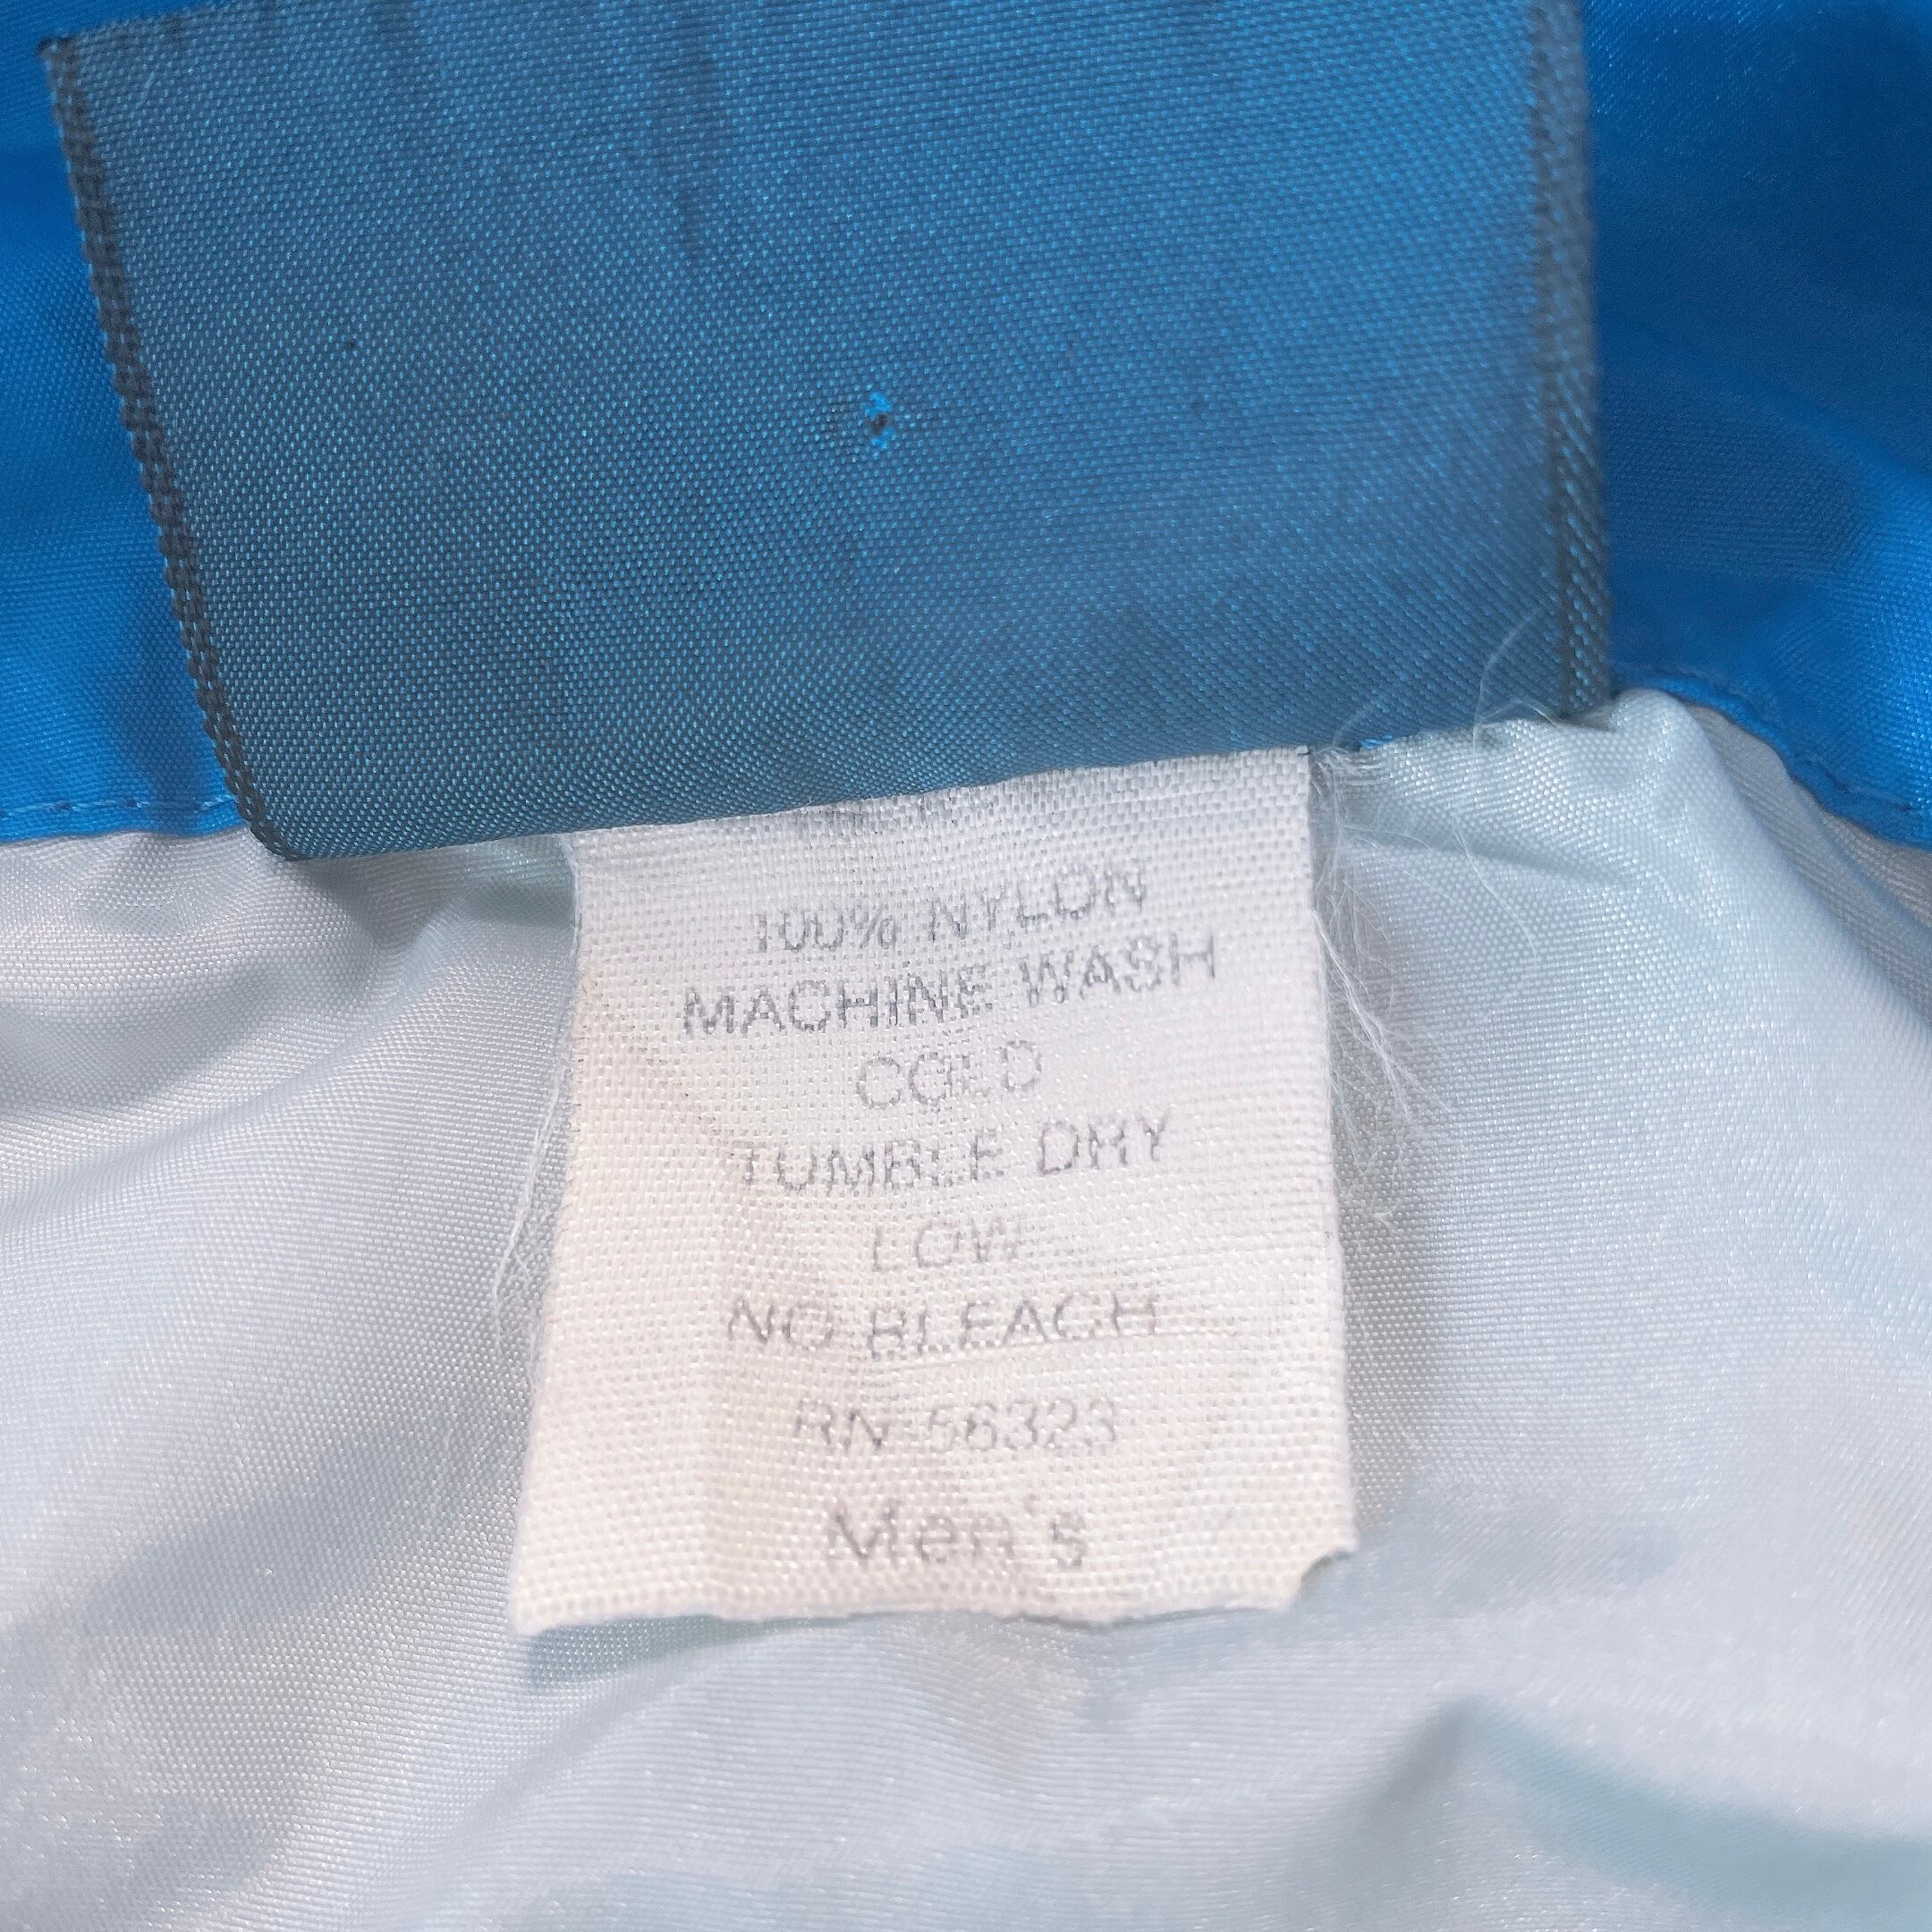 100% NYLON
MACHINE WASH
COLD
TUMBLE DRY
LOW
NO BLEACH
RN 56323
Men's